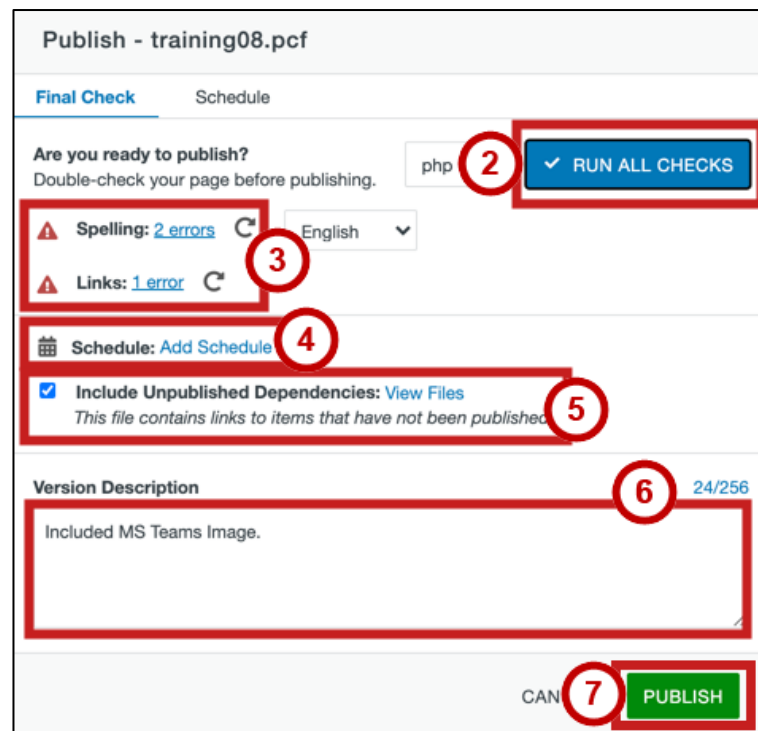 Publish - training08.pcf
Final Check Schedule
Are you ready to publish?
Double-check your page before publishing.
php 2 RUN ALL CHECKS
Spelling: 2 errors English
3
Links: 1 error
Schedule: Add Schedule 4
Include Unpublished Dependencies: View Files
This file contains links to items that have not been published 5
Version Description 6 24/256
Included MS Teams Image.
CAN 7 PUBLISH